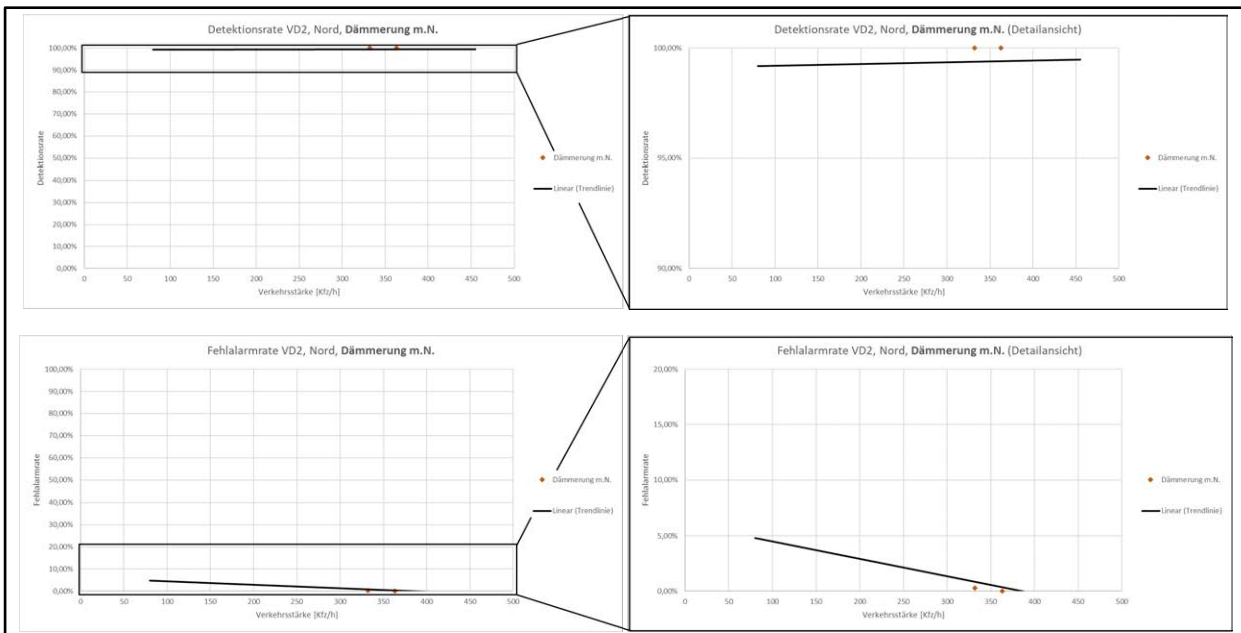 Detektionsrate VD2, Nord, Dämmerung m.N.
100,00%
90,00%
80,00%
70,00%
60,00%
50,00%
40,00%
30,00%
20,00%
10,00%
0,00%
Detektionsrate
0 50 100 150 200 250 300 350 400 450 500
Verkehrsstärke [Kfz/h]
Dämmerung m.N.
Linear (Trendlinie)
Detektionsrate VD2, Nord, Dämmerung m.N. (Detailansicht)
100,00%
95,00%
90,00%
Detektionsrate
0 50 100 150 200 250 300 350 400 450 500
Verkehrsstärke [Kfz/h]
Dämmerung m.N.
Linear (Trendlinie)
Fehlalarmrate VD2, Nord, Dämmerung m.N.
100,00%
90,00%
80,00%
70,00%
60,00%
50,00%
40,00%
30,00%
20,00%
10,00%
0,00%
Fehlalarmrate
0 50 100 150 200 250 300 350 400 450 500
Verkehrsstärke [Kfz/h]
Dämmerung m.N.
Linear (Trendlinie)
Fehlalarmrate VD2, Nord, Dämmerung m.N. (Detailansicht)
20,00%
15,00%
10,00%
5,00%
0,00%
Fehlalarmrate
0 50 100 150 200 250 300 350 400 450 500
Verkehrsstärke [Kfz/h]
Dämmerung m.N.
Linear (Trendlinie)